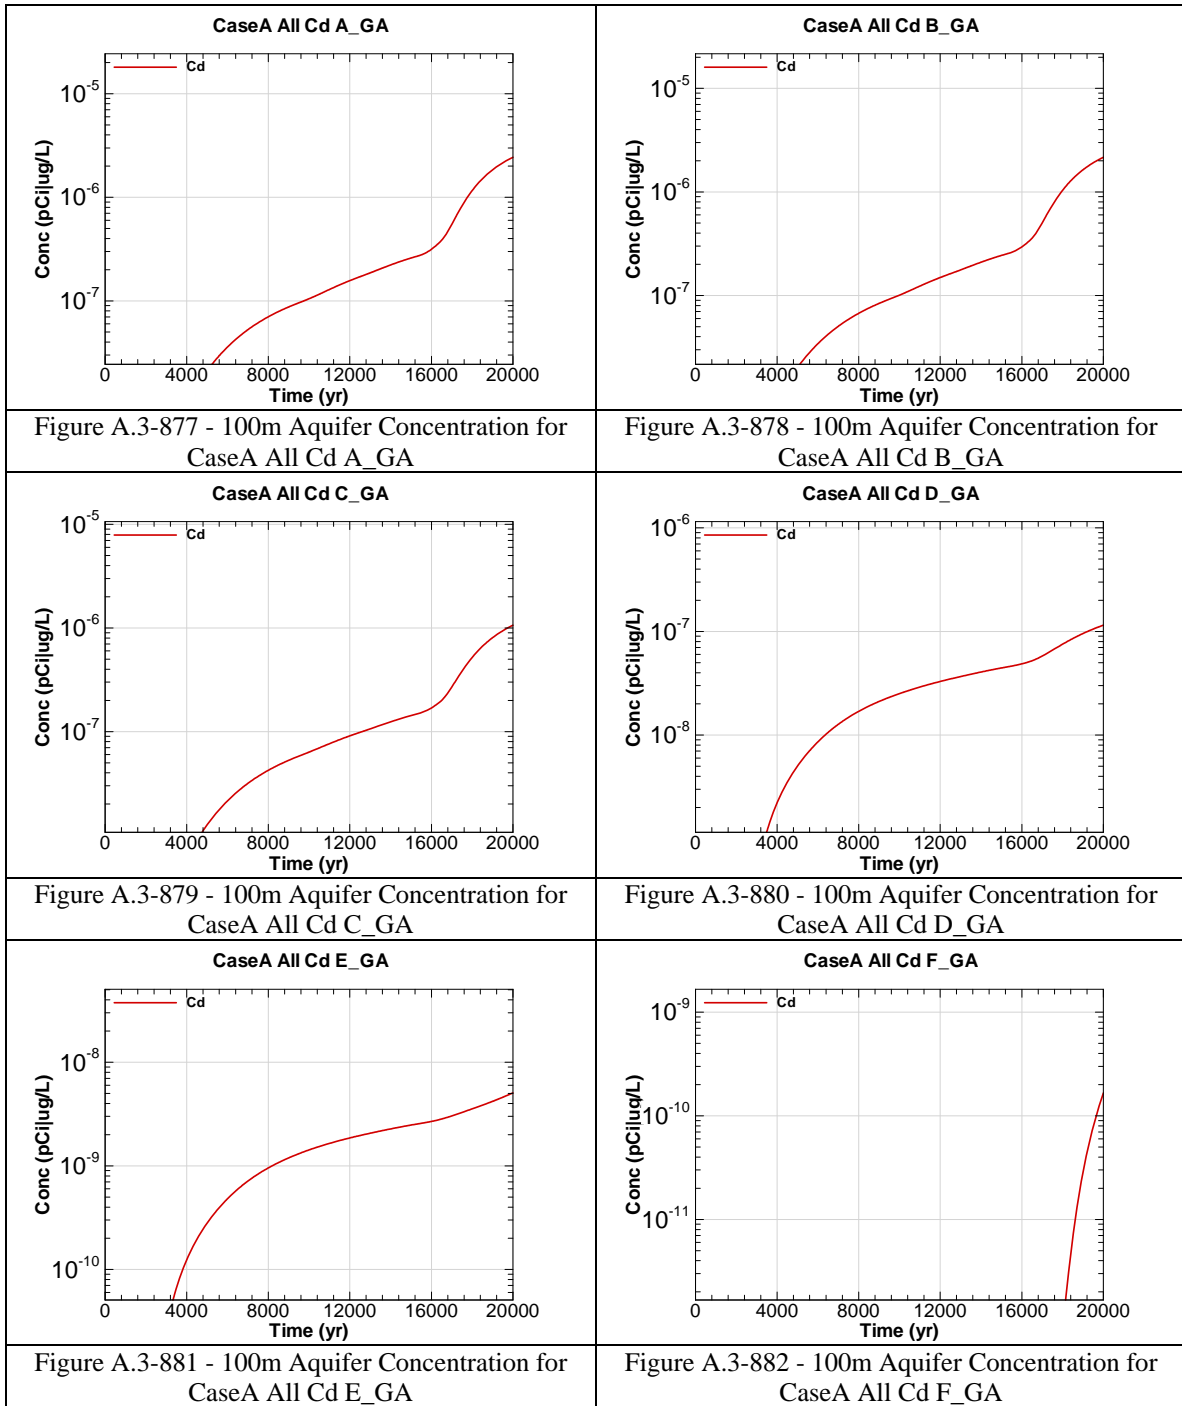 CaseA All Cd A_GA
Cd
10^-5
10^-6
10^-7
Conc (pCi|ug/L)
0 4000 8000 12000 16000 20000
Time (yr)
Figure A.3-877 - 100m Aquifer Concentration for
CaseA All Cd A_GA
CaseA All Cd B_GA
Cd
10^-5
10^-6
10^-7
Conc (pCi|ug/L)
0 4000 8000 12000 16000 20000
Time (yr)
Figure A.3-878 - 100m Aquifer Concentration for
CaseA All Cd B_GA
CaseA All Cd C_GA
Cd
10^-5
10^-6
10^-7
Conc (pCi|ug/L)
0 4000 8000 12000 16000 20000
Time (yr)
Figure A.3-879 - 100m Aquifer Concentration for
CaseA All Cd C_GA
CaseA All Cd D_GA
Cd
10^-6
10^-7
10^-8
Conc (pCi|ug/L)
0 4000 8000 12000 16000 20000
Time (yr)
Figure A.3-880 - 100m Aquifer Concentration for
CaseA All Cd D_GA
CaseA All Cd E_GA
Cd
10^-8
10^-9
10^-10
Conc (pCi|ug/L)
0 4000 8000 12000 16000 20000
Time (yr)
Figure A.3-881 - 100m Aquifer Concentration for
CaseA All Cd E_GA
CaseA All Cd F_GA
Cd
10^-9
10^-10
10^-11
Conc (pCi|ug/L)
0 4000 8000 12000 16000 20000
Time (yr)
Figure A.3-882 - 100m Aquifer Concentration for
CaseA All Cd F_GA